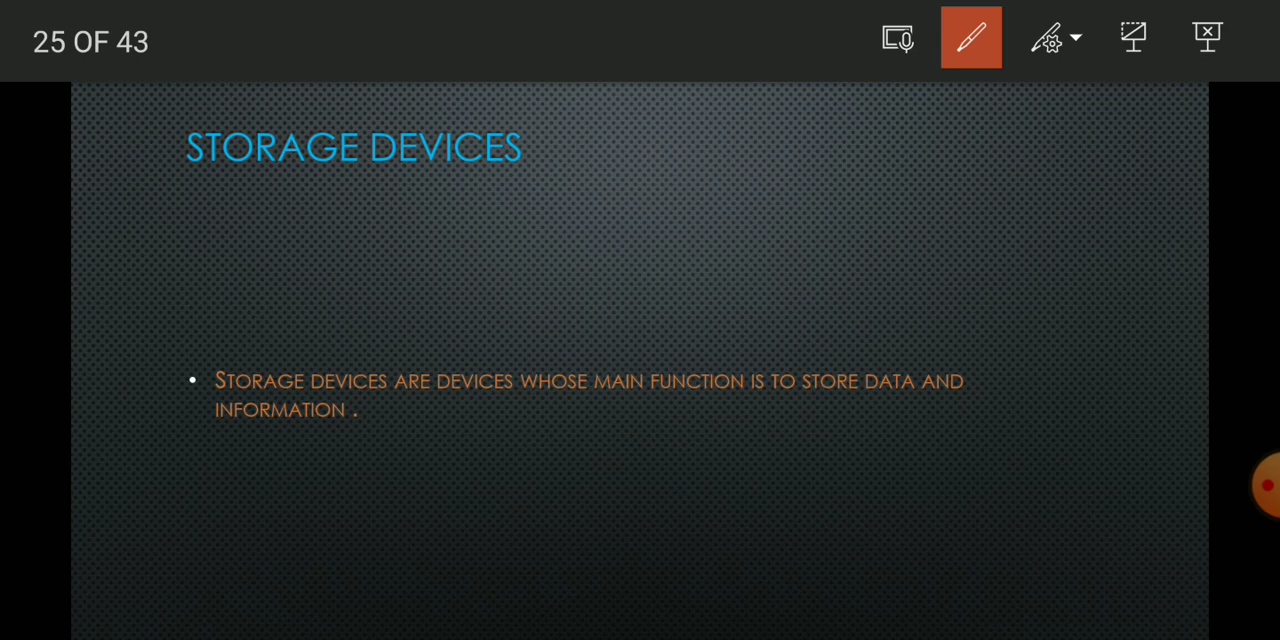 25 OF 43
STORAGE DEVICES
• STORAGE DEVICES ARE DEVICES WHOSE MAIN FUNCTION IS TO STORE DATA AND
INFORMATION .